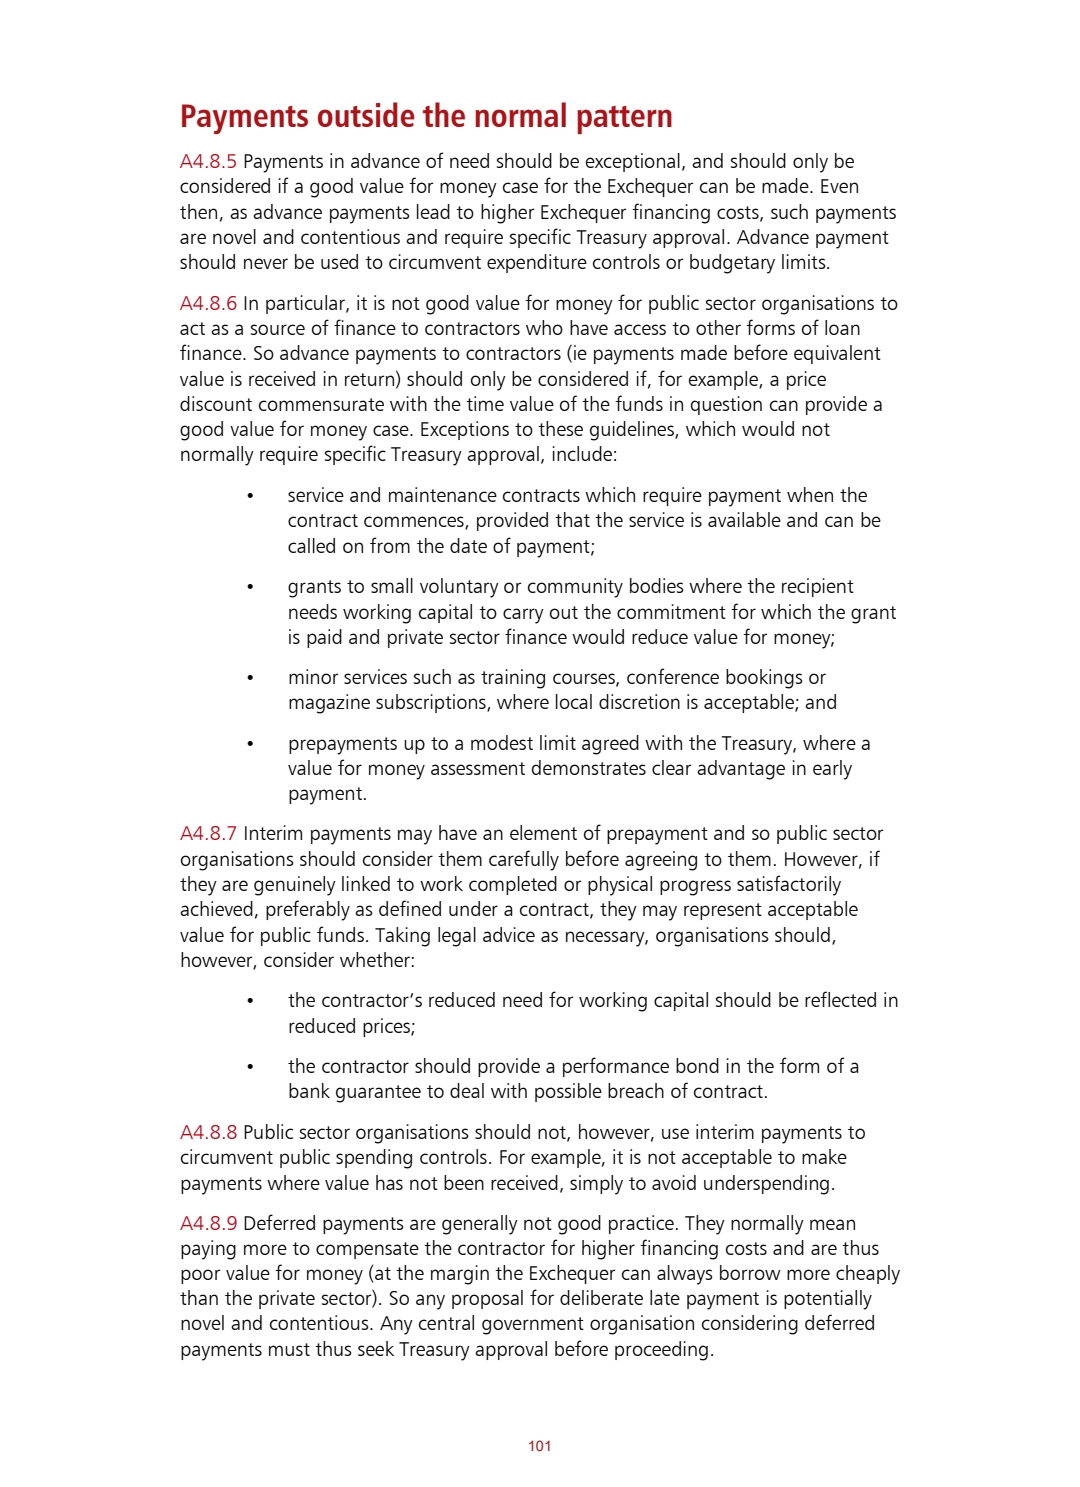 Payments outside the normal pattern
A4.8.5 Payments in advance of need should be exceptional, and should only be
considered if a good value for money case for the Exchequer can be made. Even
then, as advance payments lead to higher Exchequer financing costs, such payments
are novel and contentious and require specific Treasury approval. Advance payment
should never be used to circumvent expenditure controls or budgetary limits.
A4.8.6 In particular, it is not good value for money for public sector organisations to
act as a source of finance to contractors who have access to other forms of loan
finance. So advance payments to contractors (ie payments made before equivalent
value is received in return) should only be considered if, for example, a price
discount commensurate with the time value of the funds in question can provide a
good value for money case. Exceptions to these guidelines, which would not
normally require specific Treasury approval, include:
• service and maintenance contracts which require payment when the
contract commences, provided that the service is available and can be
called on from the date of payment;
• grants to small voluntary or community bodies where the recipient
needs working capital to carry out the commitment for which the grant
is paid and private sector finance would reduce value for money;
• minor services such as training courses, conference bookings or
magazine subscriptions, where local discretion is acceptable; and
• prepayments up to a modest limit agreed with the Treasury, where a
value for money assessment demonstrates clear advantage in early
payment.
A4.8.7 Interim payments may have an element of prepayment and so public sector
organisations should consider them carefully before agreeing to them. However, if
they are genuinely linked to work completed or physical progress satisfactorily
achieved, preferably as defined under a contract, they may represent acceptable
value for public funds. Taking legal advice as necessary, organisations should,
however, consider whether:
• the contractor’s reduced need for working capital should be reflected in
reduced prices;
• the contractor should provide a performance bond in the form of a
bank guarantee to deal with possible breach of contract.
A4.8.8 Public sector organisations should not, however, use interim payments to
circumvent public spending controls. For example, it is not acceptable to make
payments where value has not been received, simply to avoid underspending.
A4.8.9 Deferred payments are generally not good practice. They normally mean
paying more to compensate the contractor for higher financing costs and are thus
poor value for money (at the margin the Exchequer can always borrow more cheaply
than the private sector). So any proposal for deliberate late payment is potentially
novel and contentious. Any central government organisation considering deferred
payments must thus seek Treasury approval before proceeding.
101